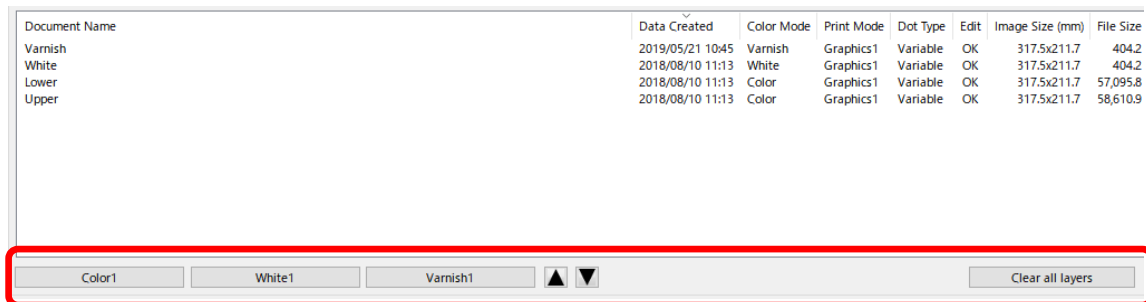 Document Name Data Created Color Mode Print Mode Dot Type Edit Image Size (mm) File Size
Varnish 2019/05/21 10:45 Varnish Graphics1 Variable OK 317.5x211.7 404.2
White 2018/08/10 11:13 White Graphics1 Variable OK 317.5x211.7 404.2
Lower 2018/08/10 11:13 Color Graphics1 Variable OK 317.5x211.7 57,095.8
Upper 2018/08/10 11:13 Color Graphics1 Variable OK 317.5x211.7 58,610.9
Color1 White1 Varnish1 ▲ ▼ Clear all layers